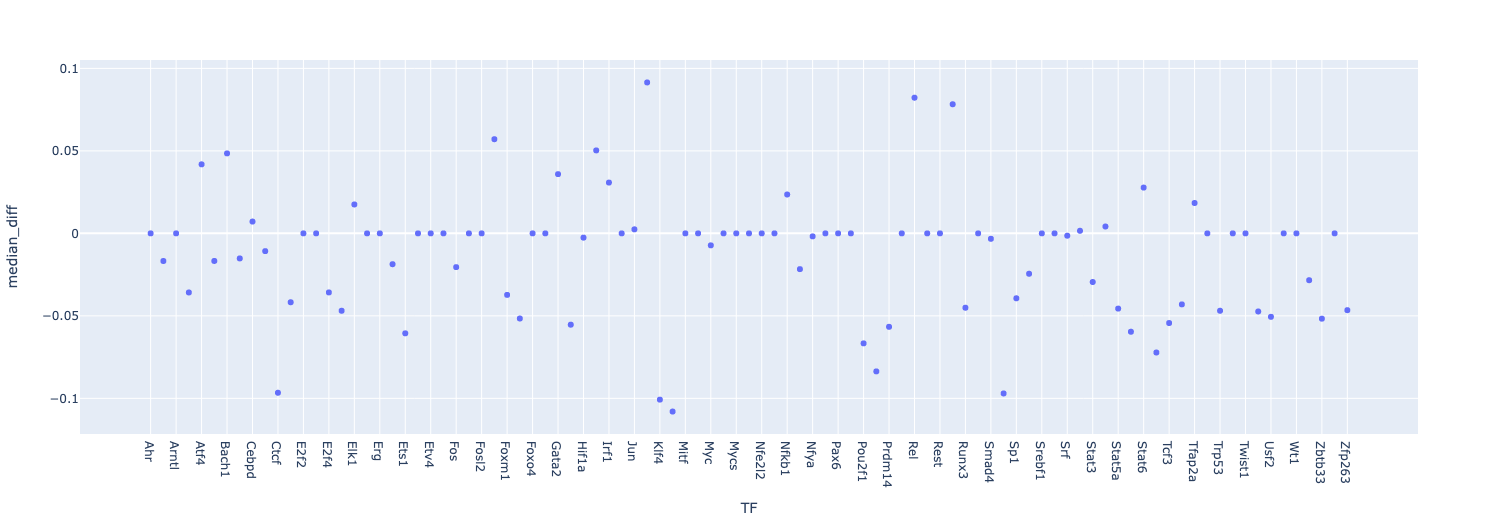 median_diff
0.1
0.05
0
−0.05
−0.1
Ahr
Arntl
Atf4
Bach1
Cebpd
Ctcf
E2f2
E2f4
Elk1
Erg
Ets1
Etv4
Fos
Fosl2
Foxm1
Foxo4
Gata2
Hif1a
Irf1
Jun
Klf4
Mitf
Myc
Mycs
Nfe2l2
Nfkb1
Nfya
Pax6
Pou2f1
Prdm14
Rel
Rest
Runx3
Smad4
Sp1
Srebf1
Srf
Stat3
Stat5a
Stat6
Tcf3
Tfap2a
Trp53
Twist1
Usf2
Wt1
Zbtb33
Zfp263
TF